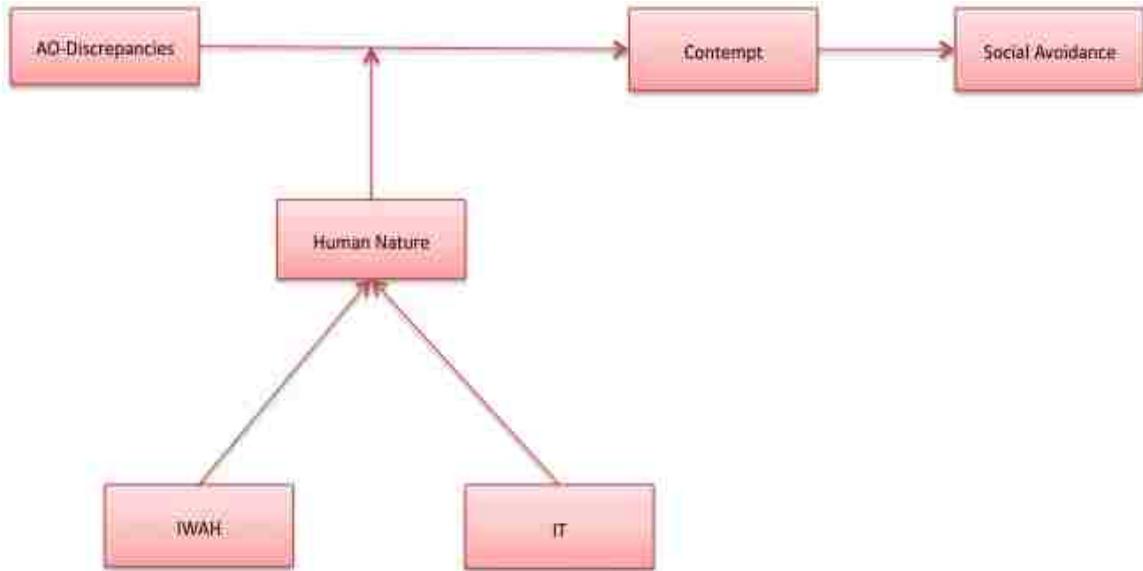 AO-Discrepancies
Contempt
Social Avoidance
Human Nature
IWAH
IT